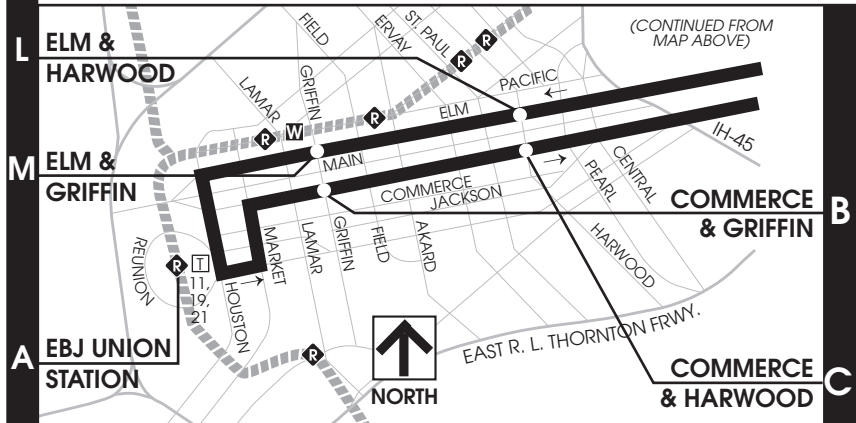 L
ELM &
HARWOOD
M
ELM &
GRIFFIN
A
EBJ UNION
STATION
FIELD
ERVAY
ST. PAUL
R
R
(CONTINUED FROM
MAP ABOVE)
LAMAR
GRIFFIN
PACIFIC
ELM
R
W
R
MAIN
IH-45
COMMERCE
JACKSON
PEARL
CENTRAL
COMMERCE
& GRIFFIN
B
REUNION
R
T
11,
19,
21
HOUSTON
MARKET
LAMAR
GRIFFIN
FIELD
AKARD
HARWOOD
R
NORTH
EAST R. L. THORNTON FRWY.
COMMERCE
& HARWOOD
C